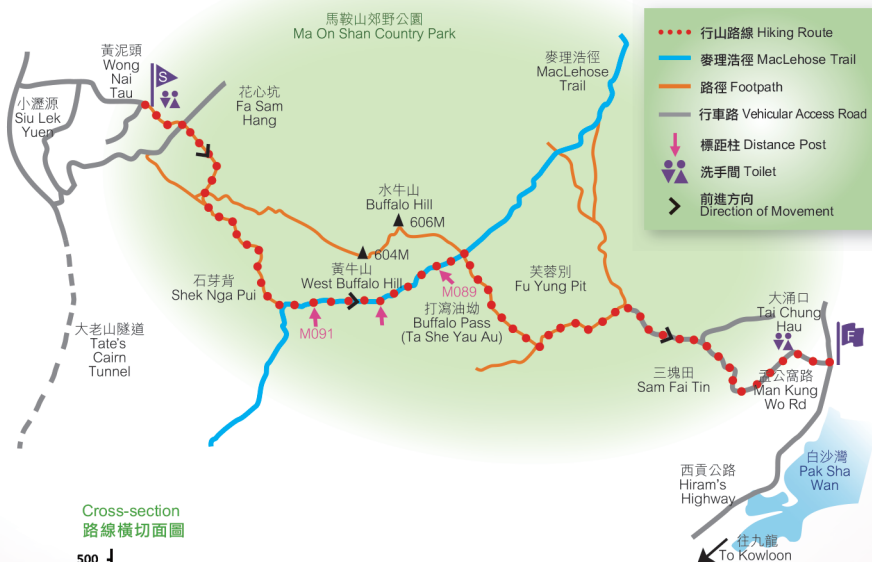 馬鞍山郊野公園
Ma On Shan Country Park
行山路線 Hiking Route
麥理浩徑 MacLehose Trail
路徑 Footpath
行車路 Vehicular Access Road
標距柱 Distance Post
洗手間 Toilet
前進方向
Direction of Movement
黃泥頭
Wong
Nai
Tau
S
小瀝源
Siu Lek
Yuen
花心坑
Fa Sam
Hang
麥理浩徑
MacLehose
Trail
水牛山
Buffalo Hill
606M
604M
黃牛山
West Buffalo Hill
石芽背
Shek Nga Pui
M091
M089
打瀉油坳
Buffalo Pass
(Ta She Yau Au)
芙蓉別
Fu Yung Pit
大老山隧道
Tate's
Cairn
Tunnel
三塊田
Sam Fai Tin
大涌口
Tai Chung
Hau
F
孟公窩路
Man Kung
Wo Rd
西貢公路
Hiram's
Highway
白沙灣
Pak Sha
Wan
往九龍
To Kowloon
Cross-section
路線橫切面圖
500